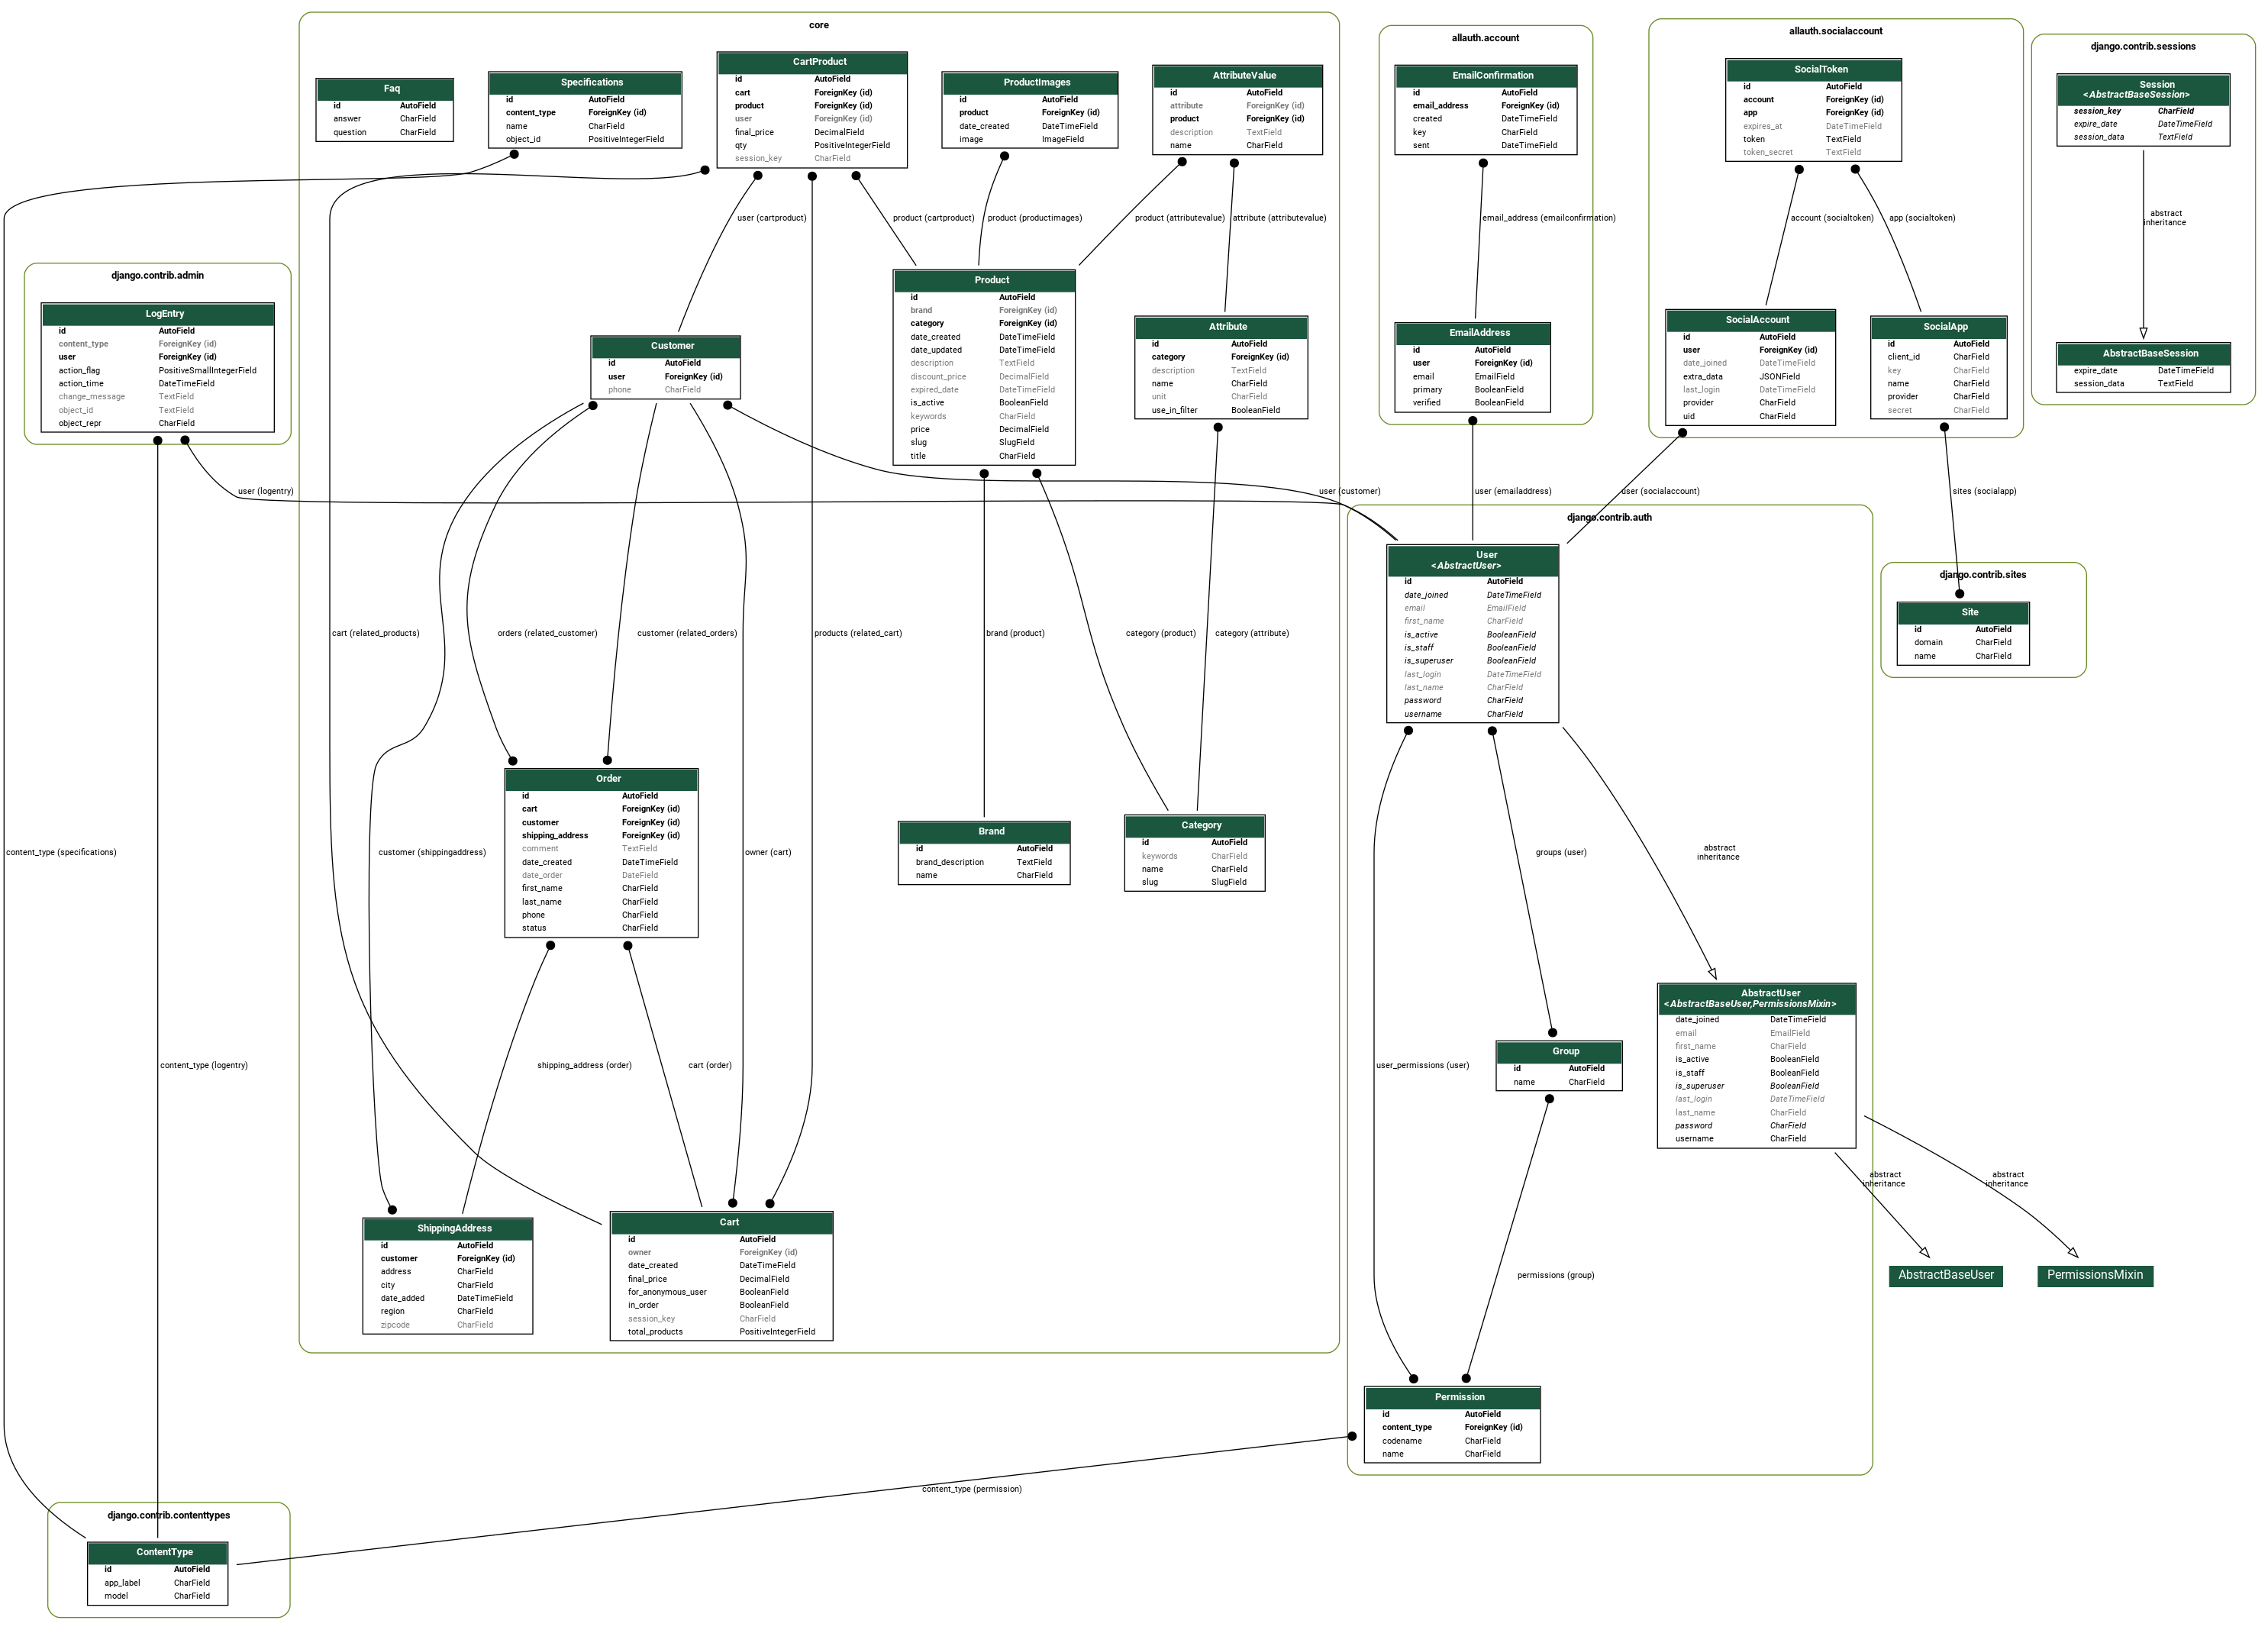 core
Faq
id AutoField
answer CharField
question CharField
Specifications
id AutoField
content_type ForeignKey (id)
name CharField
object_id PositiveIntegerField
CartProduct
id AutoField
cart ForeignKey (id)
product ForeignKey (id)
user ForeignKey (id)
final_price DecimalField
qty PositiveIntegerField
session_key CharField
ProductImages
id AutoField
product ForeignKey (id)
date_created DateTimeField
image ImageField
AttributeValue
id AutoField
attribute ForeignKey (id)
product ForeignKey (id)
description TextField
name CharField
allauth.account
EmailConfirmation
id AutoField
email_address ForeignKey (id)
created DateTimeField
key CharField
sent DateTimeField
allauth.socialaccount
SocialToken
id AutoField
account ForeignKey (id)
app ForeignKey (id)
expires_at DateTimeField
token TextField
token_secret TextField
django.contrib.sessions
Session
<AbstractBaseSession>
session_key CharField
expire_date DateTimeField
session_data TextField
user (cartproduct)
product (cartproduct)
product (productimages)
product (attributevalue)
attribute (attributevalue)
email_address (emailconfirmation)
account (socialtoken)
app (socialtoken)
abstract
inheritance
django.contrib.admin
LogEntry
id AutoField
content_type ForeignKey (id)
user ForeignKey (id)
action_flag PositiveSmallIntegerField
action_time DateTimeField
change_message TextField
object_id TextField
object_repr CharField
Customer
id AutoField
user ForeignKey (id)
phone CharField
Product
id AutoField
brand ForeignKey (id)
category ForeignKey (id)
date_created DateTimeField
date_updated DateTimeField
description TextField
discount_price DecimalField
expired_date DateTimeField
is_active BooleanField
keywords CharField
price DecimalField
slug SlugField
title CharField
Attribute
id AutoField
category ForeignKey (id)
description TextField
name CharField
unit CharField
use_in_filter BooleanField
EmailAddress
id AutoField
user ForeignKey (id)
email EmailField
primary BooleanField
verified BooleanField
SocialAccount
id AutoField
user ForeignKey (id)
date_joined DateTimeField
extra_data JSONField
last_login DateTimeField
provider CharField
uid CharField
SocialApp
id AutoField
client_id CharField
key CharField
name CharField
provider CharField
secret CharField
AbstractBaseSession
expire_date DateTimeField
session_data TextField
user (logentry)
user (customer)
user (emailaddress)
user (socialaccount)
sites (socialapp)
django.contrib.auth
User
<AbstractUser>
id AutoField
date_joined DateTimeField
email EmailField
first_name CharField
is_active BooleanField
is_staff BooleanField
is_superuser BooleanField
last_login DateTimeField
last_name CharField
password CharField
username CharField
django.contrib.sites
Site
id AutoField
domain CharField
name CharField
cart (related_products)
orders (related_customer)
customer (related_orders)
products (related_cart)
brand (product)
category (product)
category (attribute)
Order
id AutoField
cart ForeignKey (id)
customer ForeignKey (id)
shipping_address ForeignKey (id)
comment TextField
date_created DateTimeField
date_order DateField
first_name CharField
last_name CharField
phone CharField
status CharField
Brand
id AutoField
brand_description TextField
name CharField
Category
id AutoField
keywords CharField
name CharField
slug SlugField
content_type (specifications)
customer (shippingaddress)
owner (cart)
groups (user)
abstract
inheritance
AbstractUser
<AbstractBaseUser,PermissionsMixin>
date_joined DateTimeField
email EmailField
first_name CharField
is_active BooleanField
is_staff BooleanField
is_superuser BooleanField
last_login DateTimeField
last_name CharField
password CharField
username CharField
Group
id AutoField
name CharField
content_type (logentry)
shipping_address (order)
cart (order)
user_permissions (user)
abstract
inheritance
abstract
inheritance
ShippingAddress
id AutoField
customer ForeignKey (id)
address CharField
city CharField
date_added DateTimeField
region CharField
zipcode CharField
Cart
id AutoField
owner ForeignKey (id)
date_created DateTimeField
final_price DecimalField
for_anonymous_user BooleanField
in_order BooleanField
session_key CharField
total_products PositiveIntegerField
permissions (group)
AbstractBaseUser
PermissionsMixin
Permission
id AutoField
content_type ForeignKey (id)
codename CharField
name CharField
content_type (permission)
django.contrib.contenttypes
ContentType
id AutoField
app_label CharField
model CharField